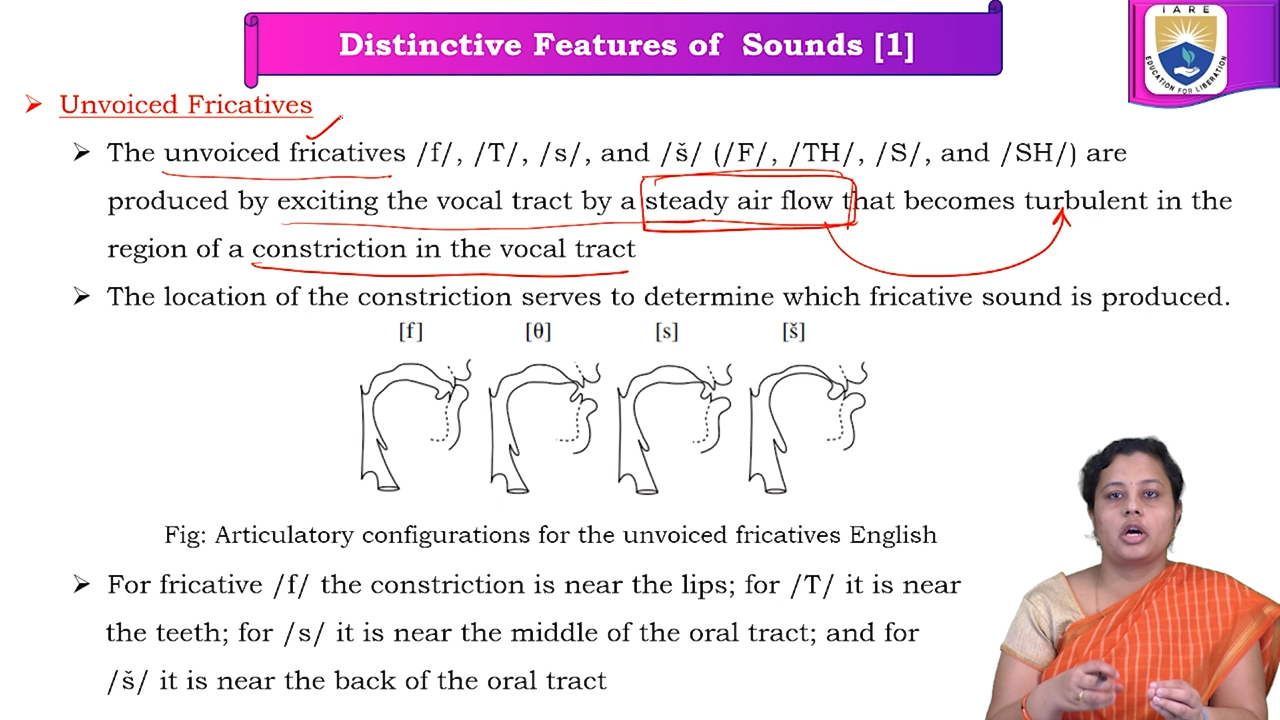 Distinctive Features of Sounds [1]
IARE
EDUCATION FOR LIBERATION
➢ Unvoiced Fricatives
➢ The unvoiced fricatives /f/, /T/, /s/, and /š/ (/F/, /TH/, /S/, and /SH/) are
produced by exciting the vocal tract by a steady air flow that becomes turbulent in the
region of a constriction in the vocal tract
➢ The location of the constriction serves to determine which fricative sound is produced.
[f] [θ] [s] [š]
Fig: Articulatory configurations for the unvoiced fricatives English
➢ For fricative /f/ the constriction is near the lips; for /T/ it is near
the teeth; for /s/ it is near the middle of the oral tract; and for
/š/ it is near the back of the oral tract